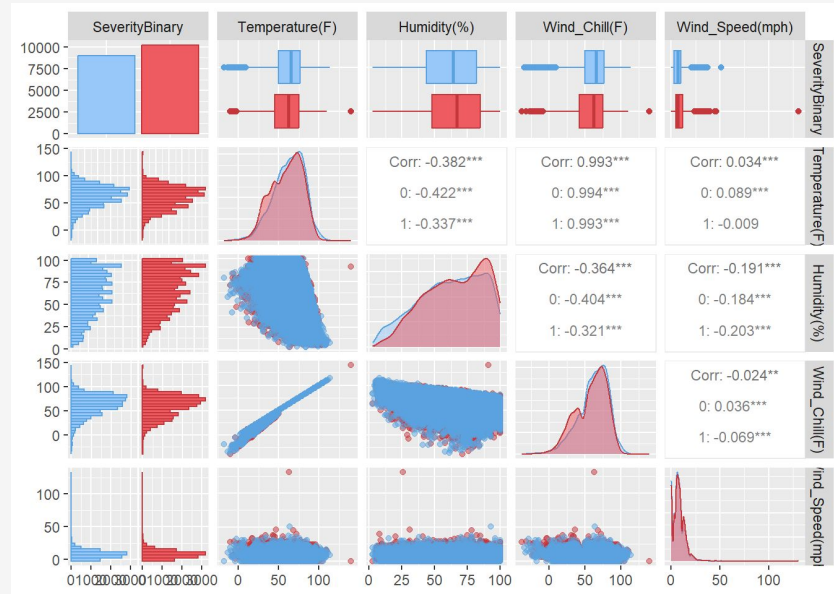 SeverityBinary Temperature(F) Humidity(%) Wind_Chill(F) Wind_Speed(mph)
10000
7500
5000
2500
0
SeverityBinary
150
100
50
0
Corr: -0.382***
0: -0.422***
1: -0.337***
Corr: 0.993***
0: 0.994***
1: 0.993***
Corr: 0.034***
0: 0.089***
1: -0.009
Temperature(F)
100
75
50
25
0
Corr: -0.364***
0: -0.404***
1: -0.321***
Corr: -0.191***
0: -0.184***
1: -0.203***
Humidity(%)
150
100
50
0
Corr: -0.024**
0: 0.036***
1: -0.069***
Wind_Chill(F)
100
50
0
Wind_Speed(mph
0 50 100 0 25 50 75 100 0 50 100 0 50 100